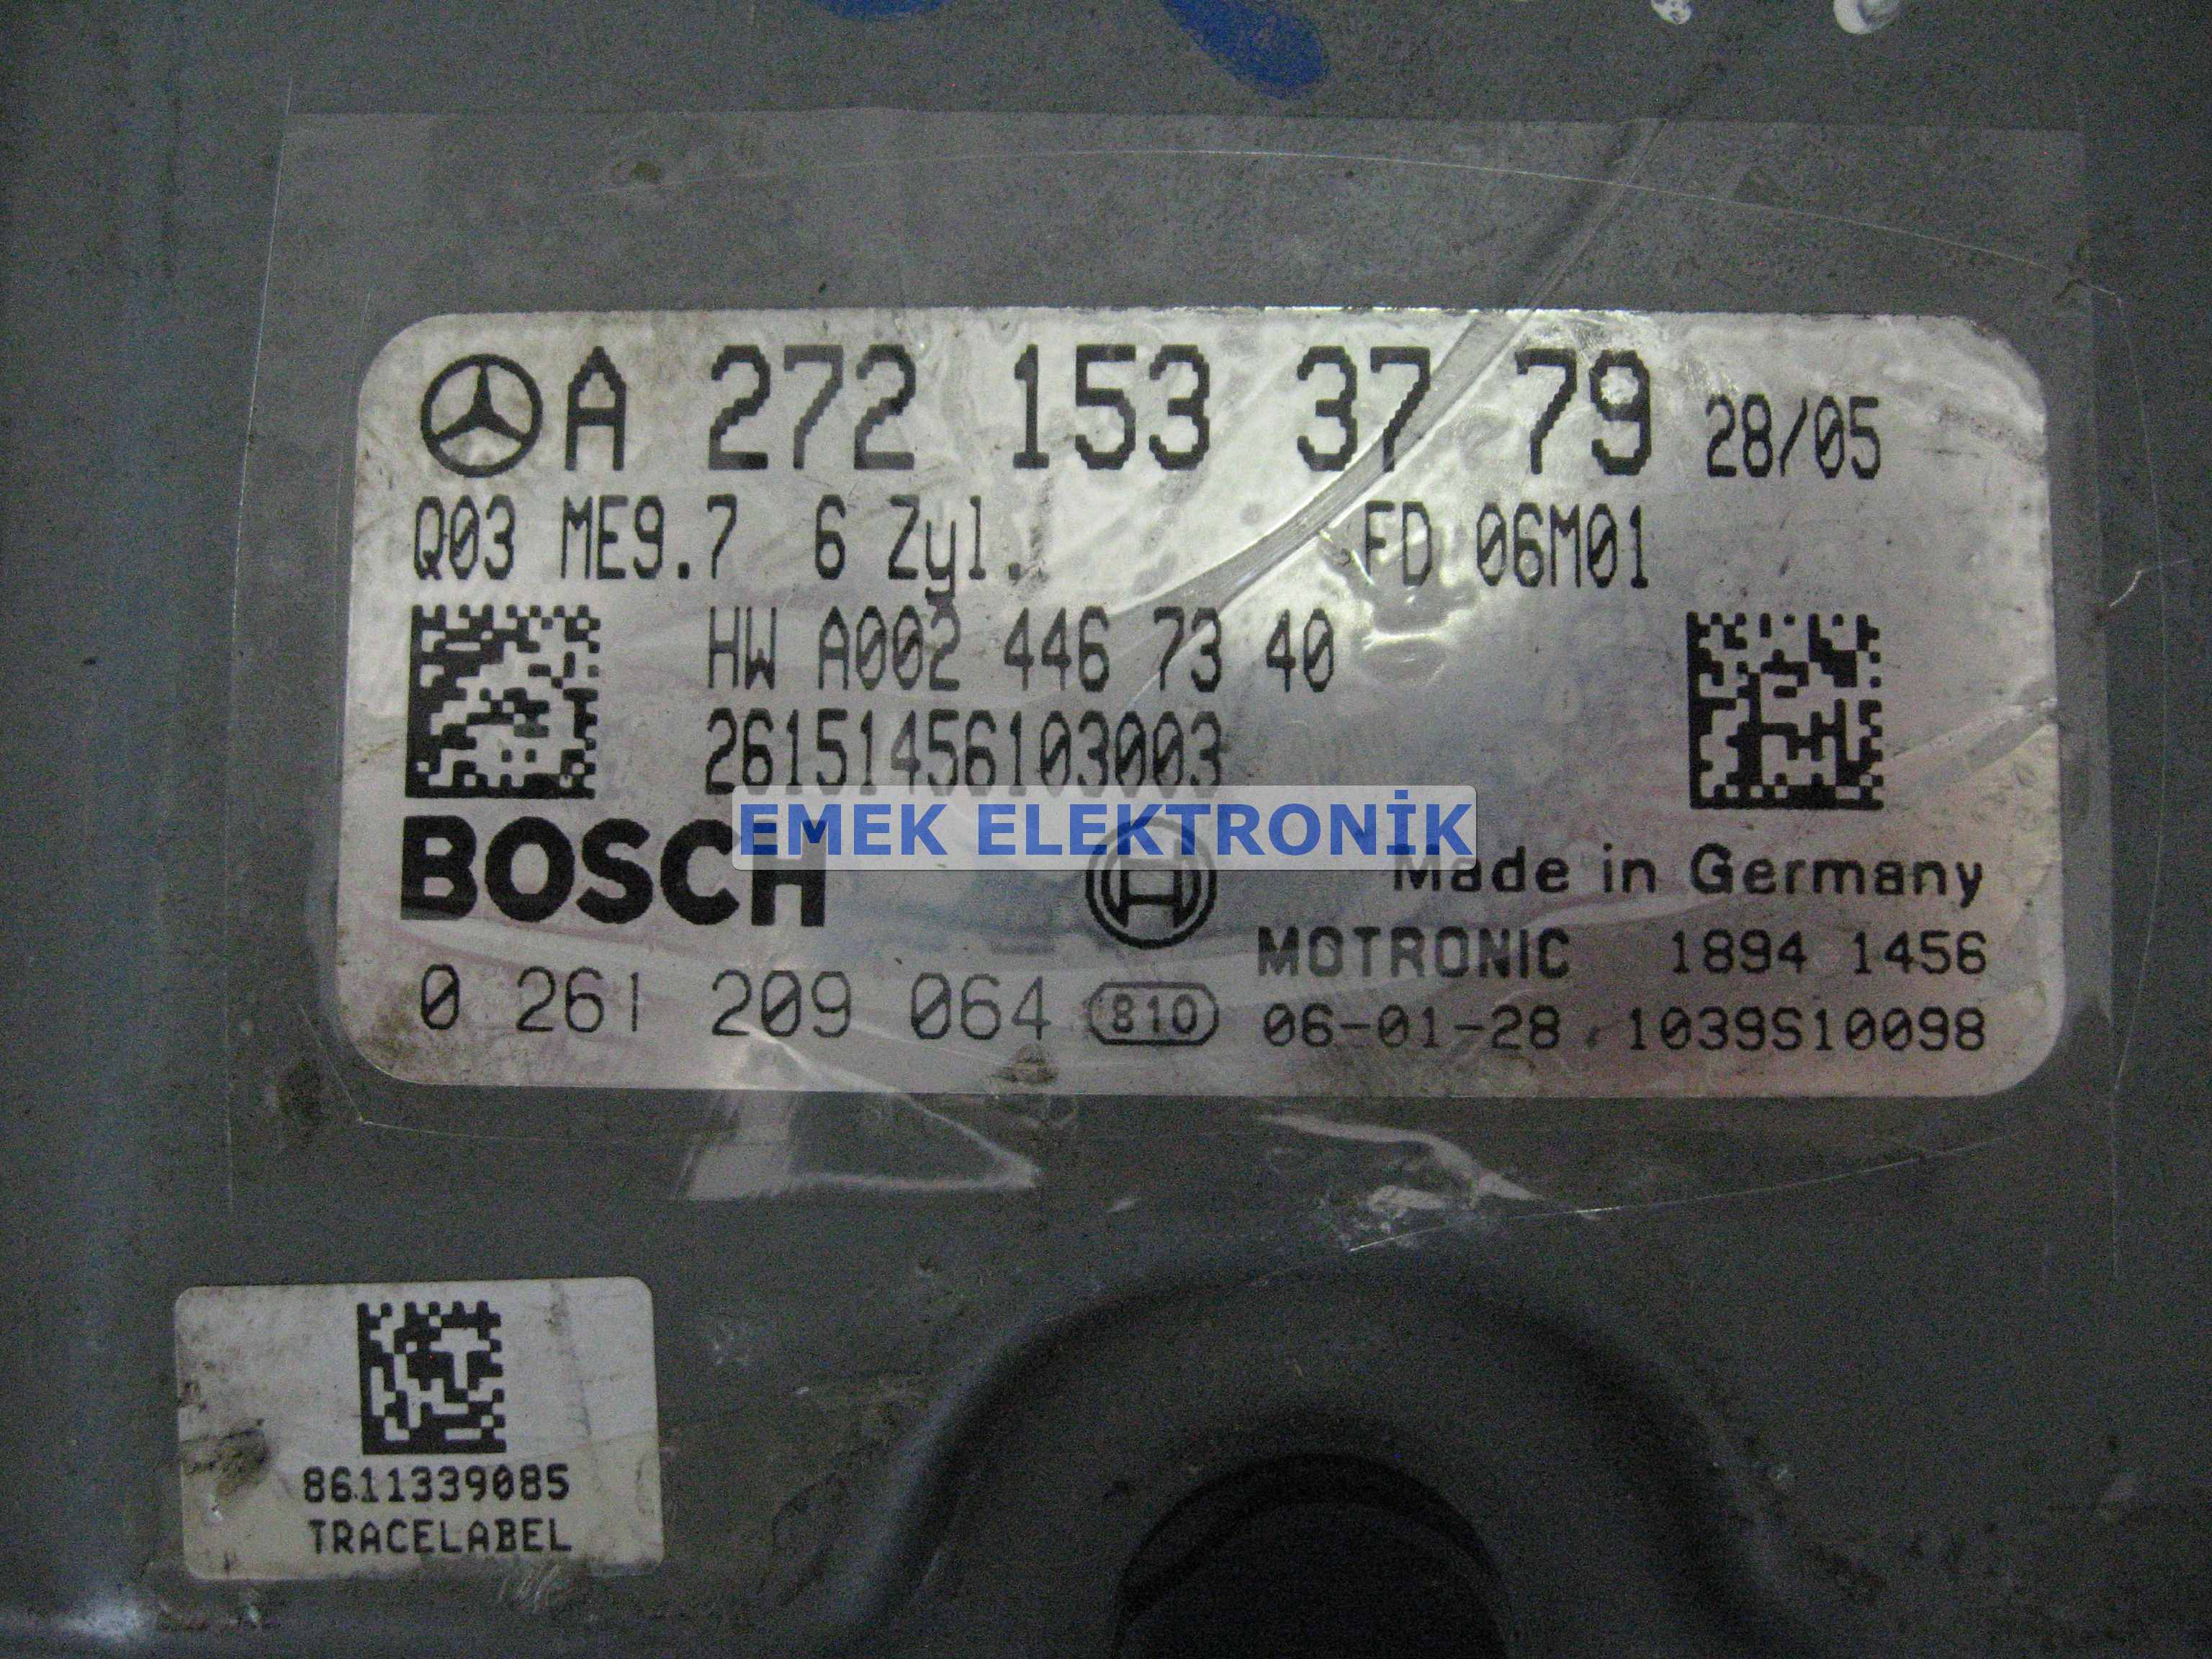 A 272 153 37 79 28/05
Q03 ME9.7 6 Zyl. FD 06M01
HW A002 446 73 40
26151456103003
EMEK ELEKTRONİK
BOSCH
Made in Germany
MOTRONIC 1894 1456
0 261 209 064 810 06-01-28 1039S10098
8611339085
TRACELABEL